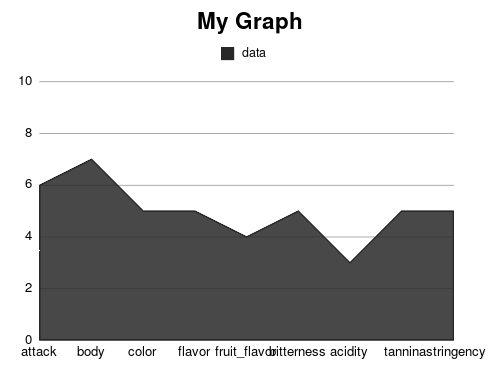 My Graph
data
10
8
6
4
2
0
attack body color flavor fruit_flavor bitterness acidity tannin astringency